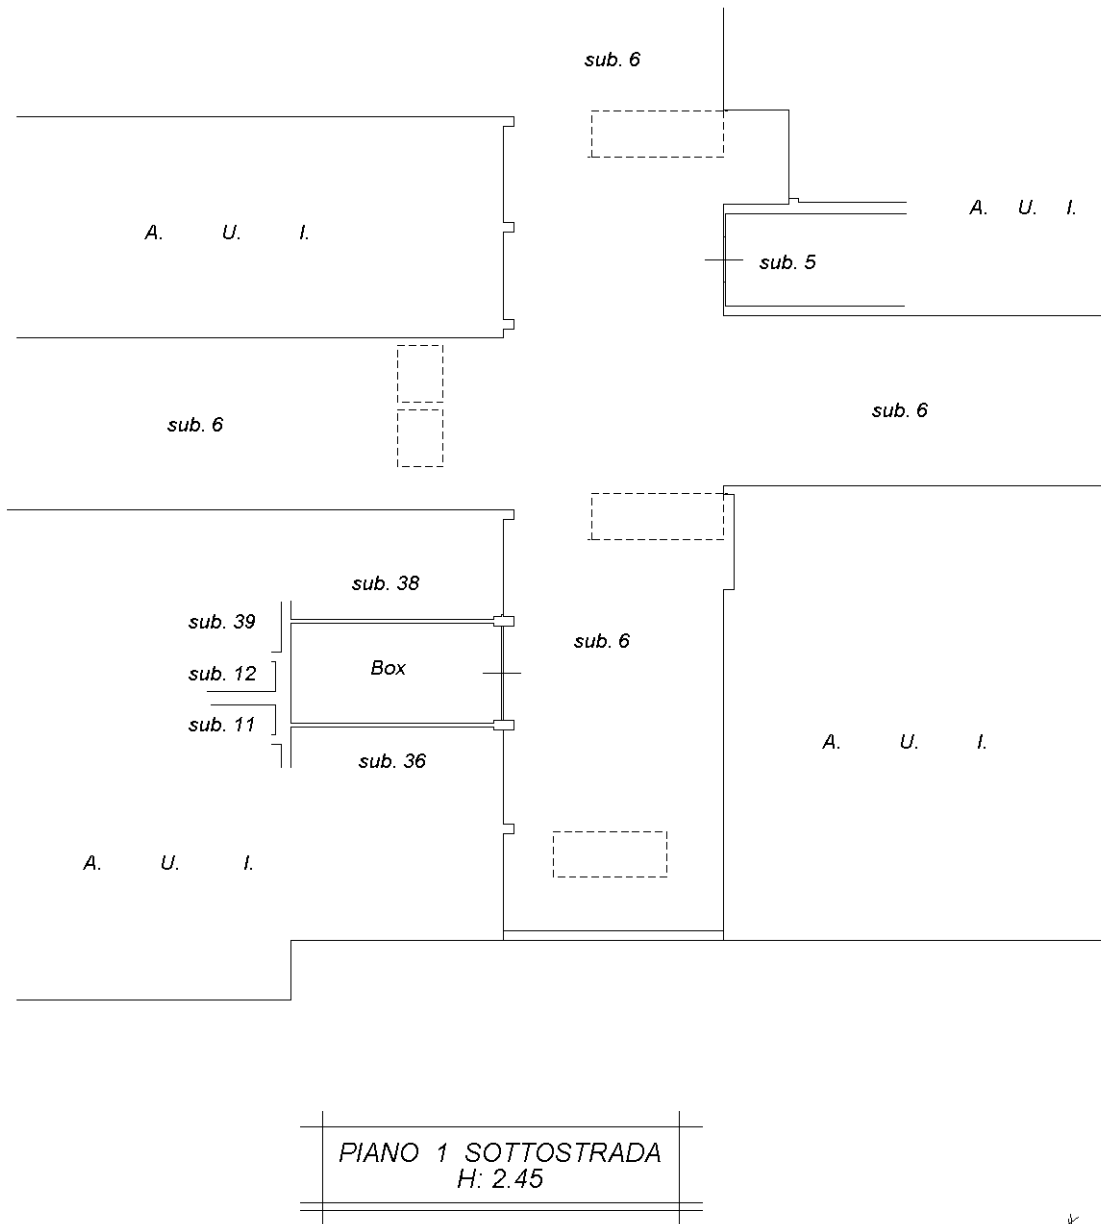 sub. 6
A. U. I.
A. U. I.
sub. 5
sub. 6
sub. 6
sub. 38
sub. 39
sub. 6
Box
sub. 12
sub. 11
sub. 36
A. U. I.
A. U. I.
PIANO 1 SOTTOSTRADA
H: 2.45